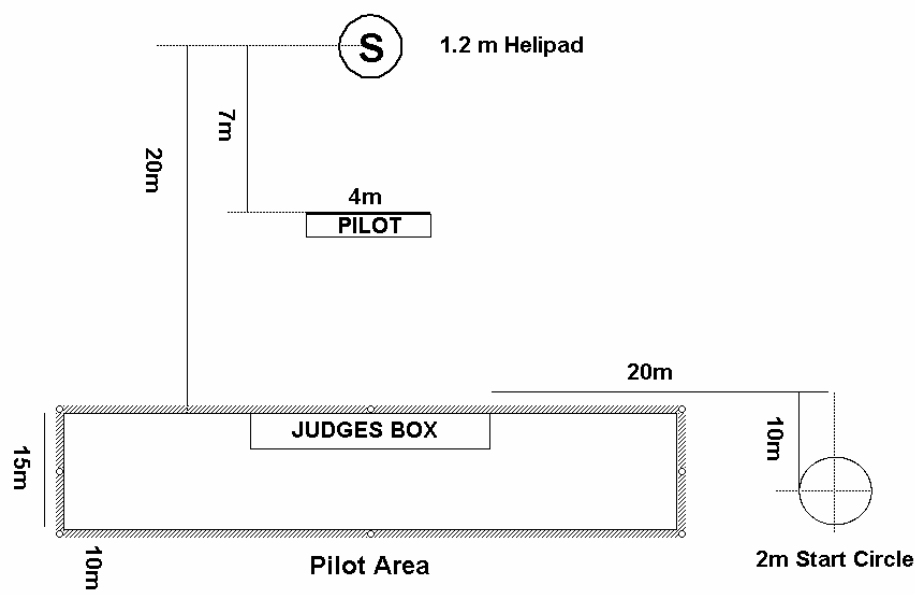 S
1.2 m Helipad
7m
20m
4m
PILOT
20m
JUDGES BOX
10m
15m
10m
Pilot Area
2m Start Circle